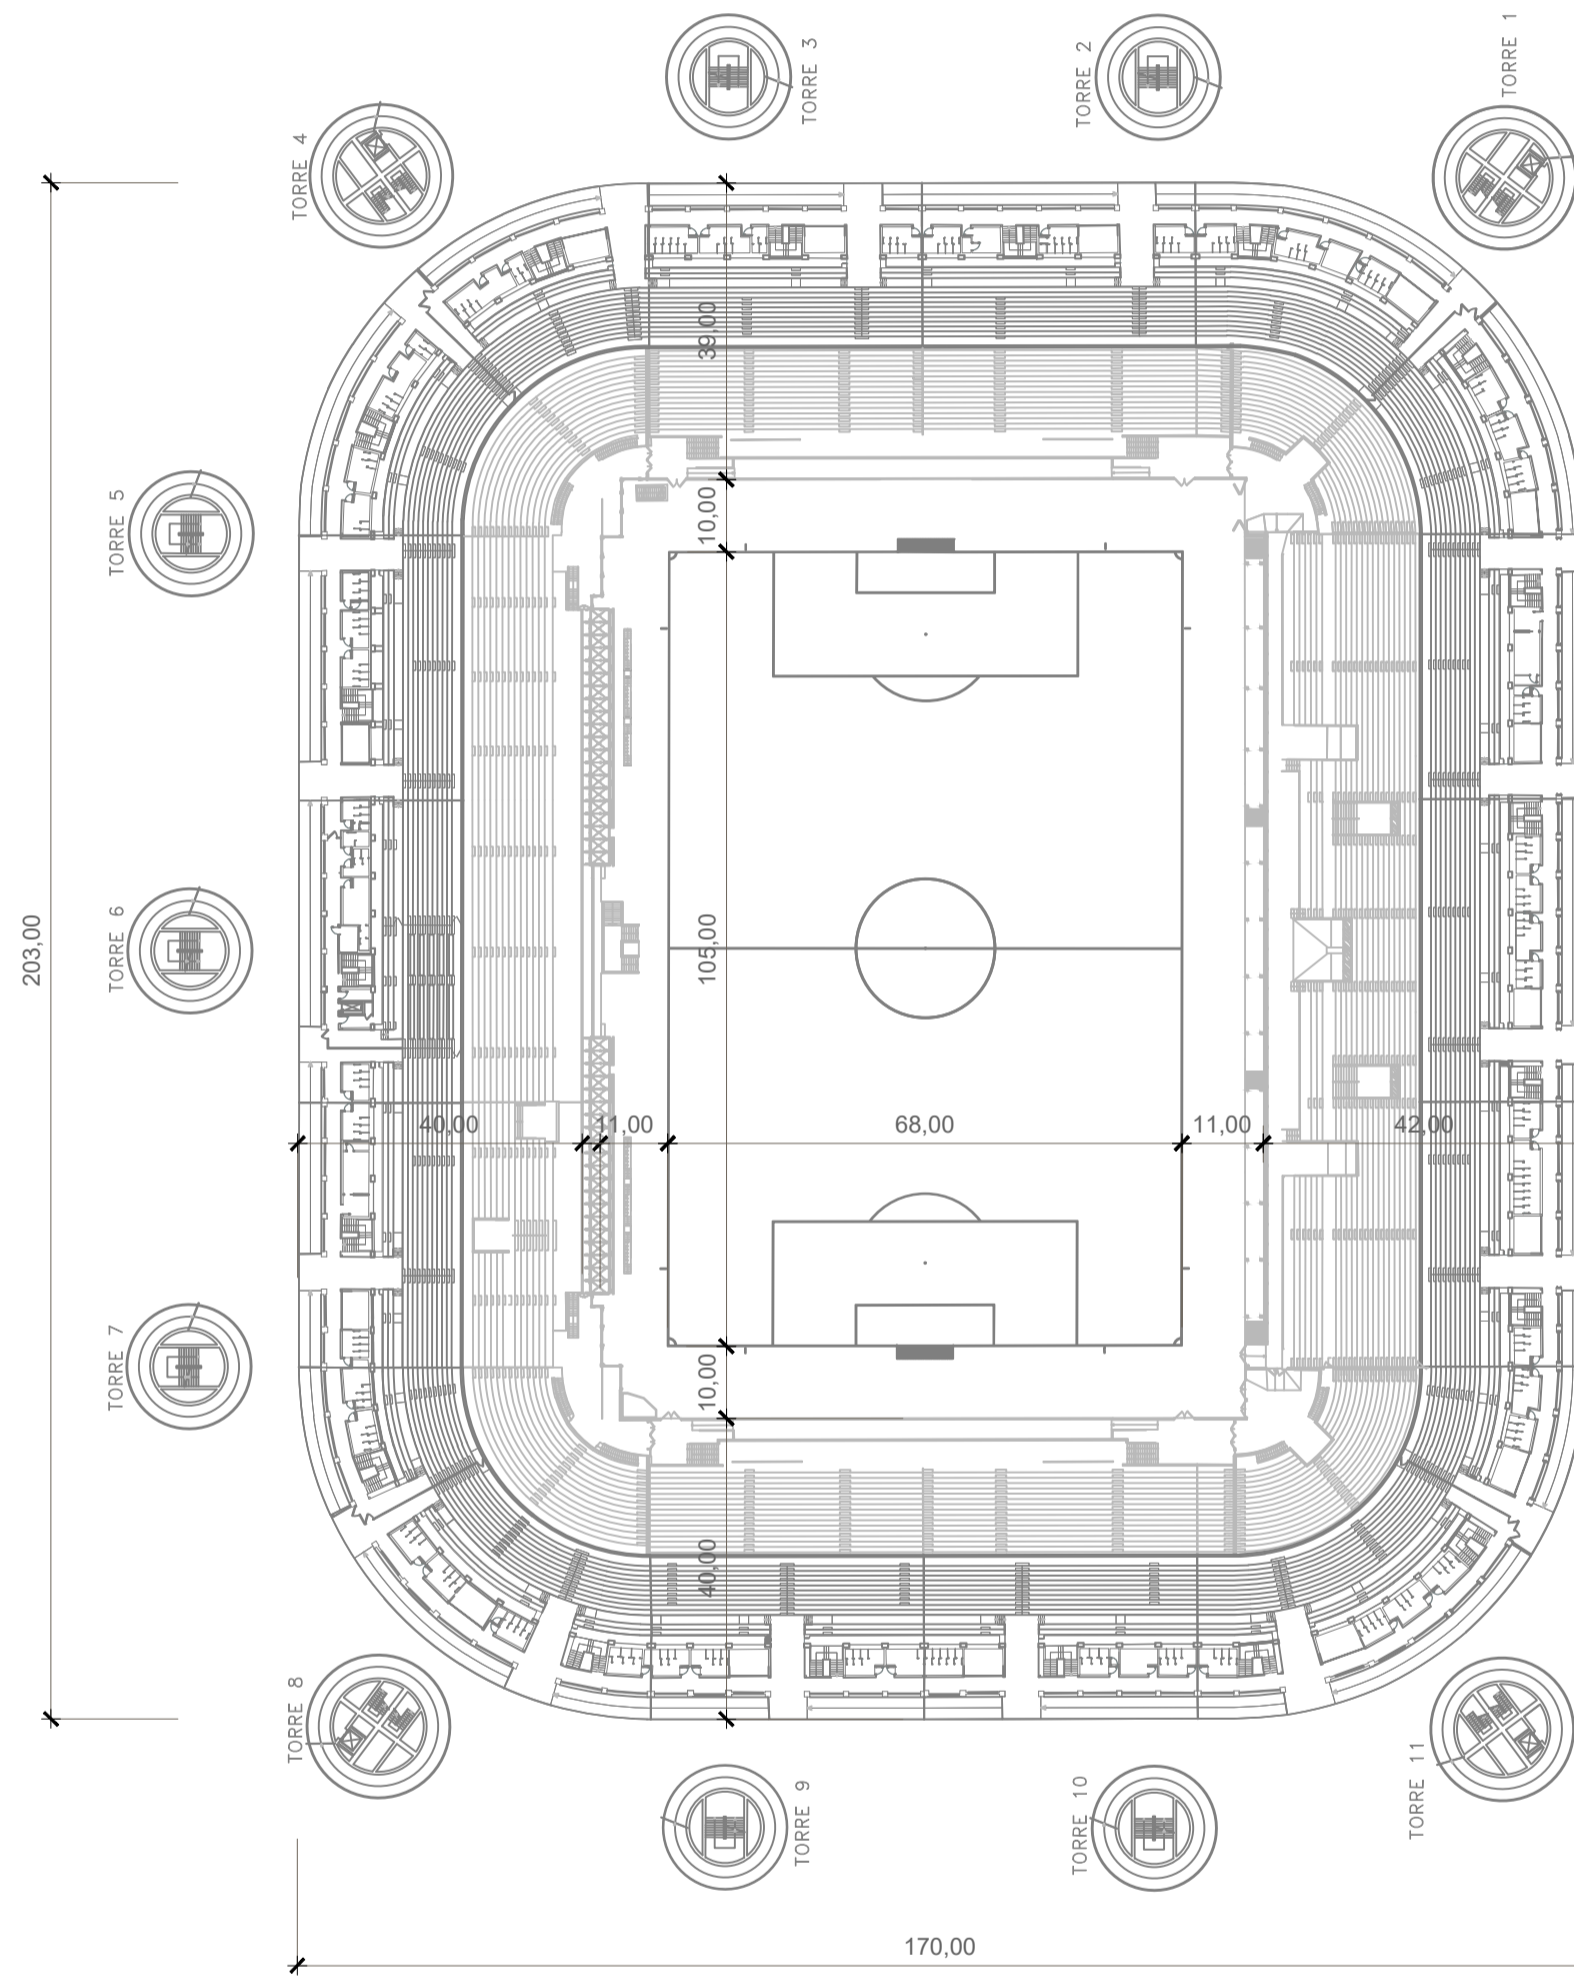 TORRE 3
TORRE 2
TORRE 1
TORRE 4
39,00
TORRE 5
10,00
TORRE 6
203,00
105,00
40,00
11,00
68,00
11,00
42,00
TORRE 7
10,00
40,00
TORRE 8
TORRE 9
TORRE 10
TORRE 11
170,00